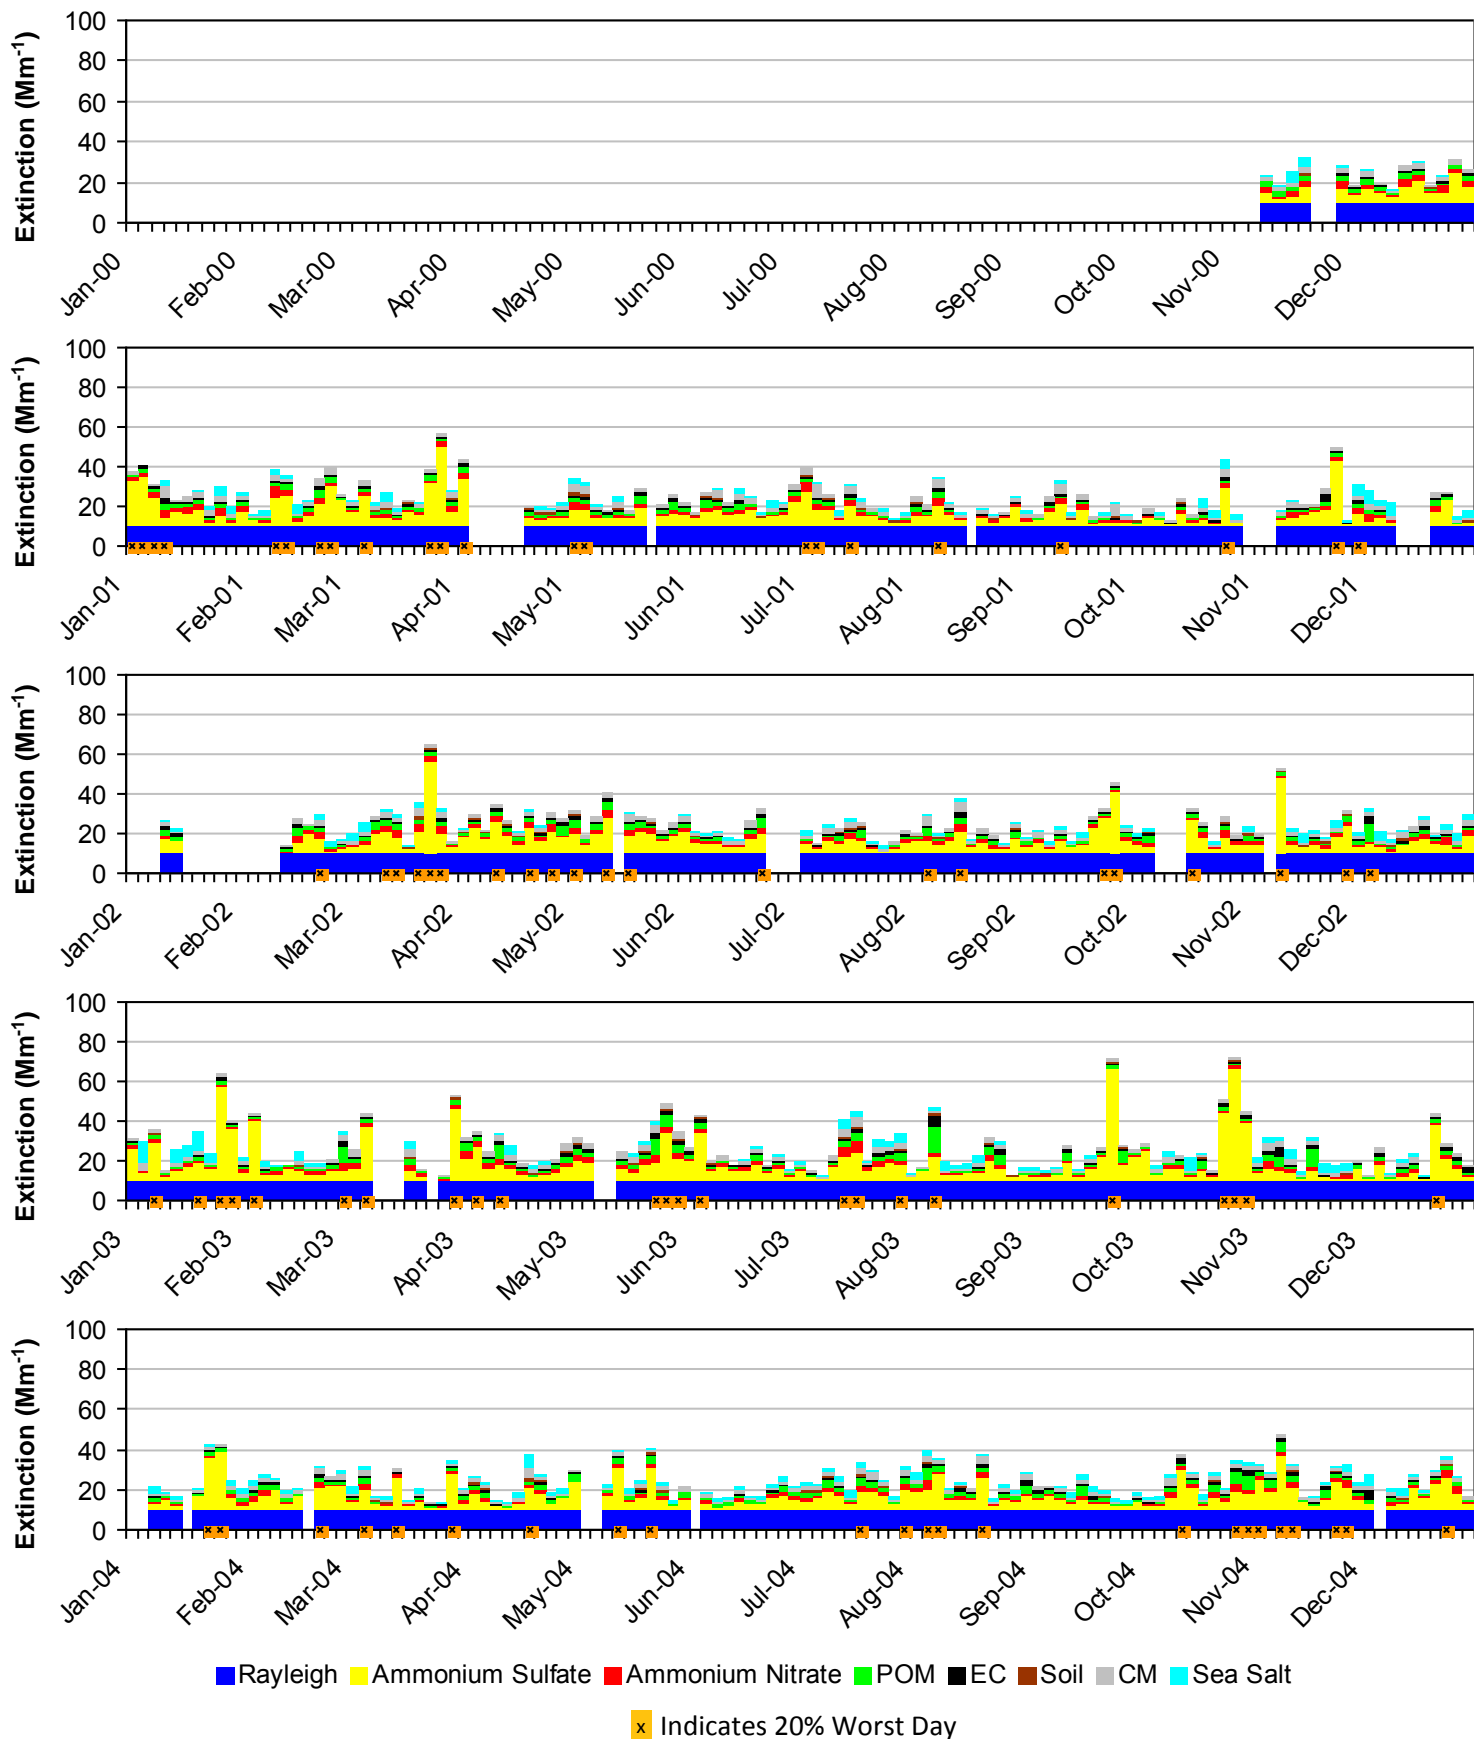 Extinction (Mm-1)
100
80
60
40
20
0
Jan-00 Feb-00 Mar-00 Apr-00 May-00 Jun-00 Jul-00 Aug-00 Sep-00 Oct-00 Nov-00 Dec-00
Extinction (Mm-1)
100
80
60
40
20
0
Jan-01 Feb-01 Mar-01 Apr-01 May-01 Jun-01 Jul-01 Aug-01 Sep-01 Oct-01 Nov-01 Dec-01
Extinction (Mm-1)
100
80
60
40
20
0
Jan-02 Feb-02 Mar-02 Apr-02 May-02 Jun-02 Jul-02 Aug-02 Sep-02 Oct-02 Nov-02 Dec-02
Extinction (Mm-1)
100
80
60
40
20
0
Jan-03 Feb-03 Mar-03 Apr-03 May-03 Jun-03 Jul-03 Aug-03 Sep-03 Oct-03 Nov-03 Dec-03
Extinction (Mm-1)
100
80
60
40
20
0
Jan-04 Feb-04 Mar-04 Apr-04 May-04 Jun-04 Jul-04 Aug-04 Sep-04 Oct-04 Nov-04 Dec-04
Rayleigh Ammonium Sulfate Ammonium Nitrate POM EC Soil CM Sea Salt
x Indicates 20% Worst Day